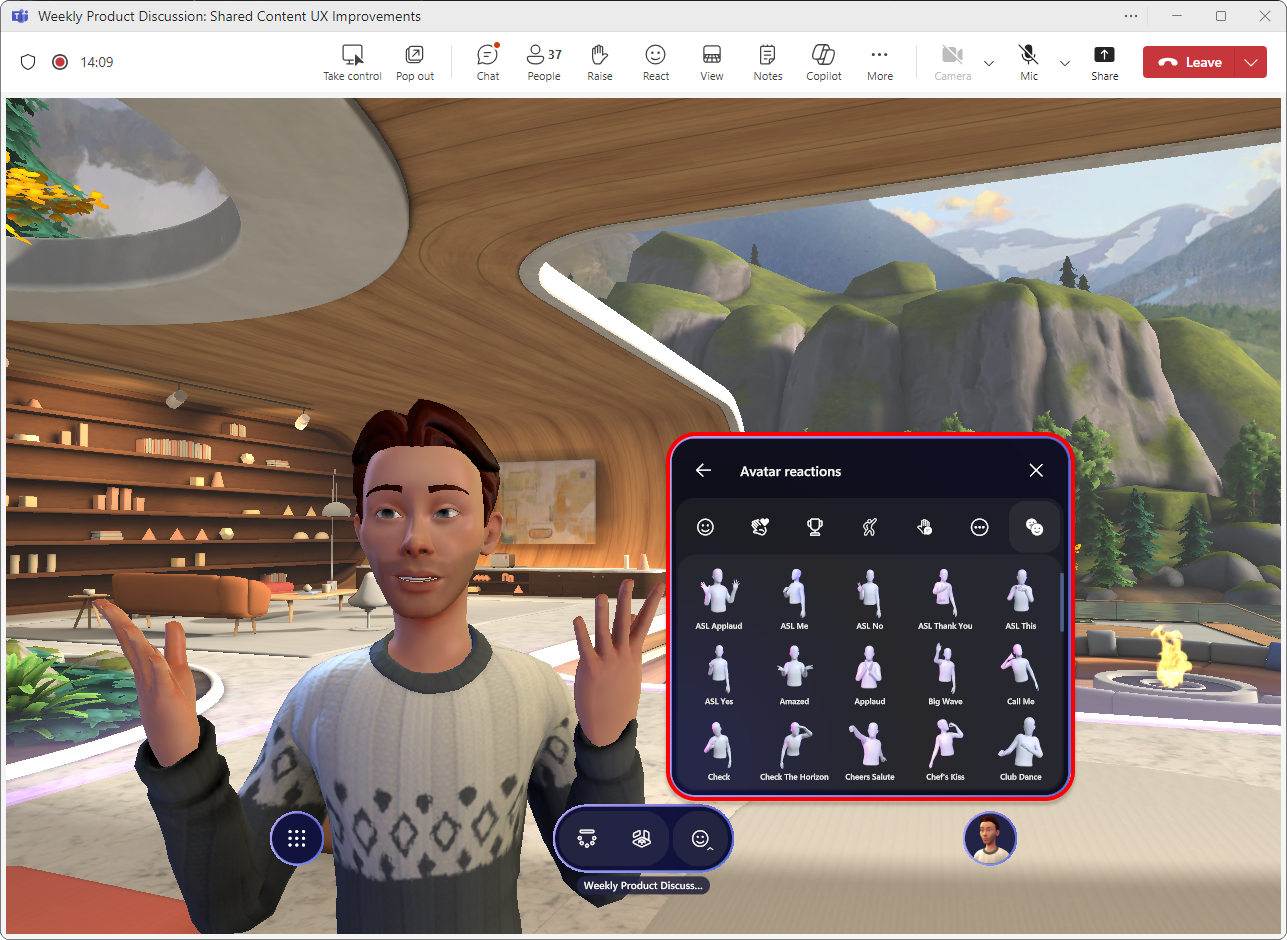 Weekly Product Discussion: Shared Content UX Improvements
14:09
Take control
Pop out
Chat
37
People
Raise
React
View
Notes
Copilot
More
Camera
Mic
Share
Leave
Avatar reactions
ASL Applaud
ASL Me
ASL No
ASL Thank You
ASL This
ASL Yes
Amazed
Applaud
Big Wave
Call Me
Check
Check The Horizon
Cheers Salute
Chef's Kiss
Club Dance
Weekly Product Discuss...